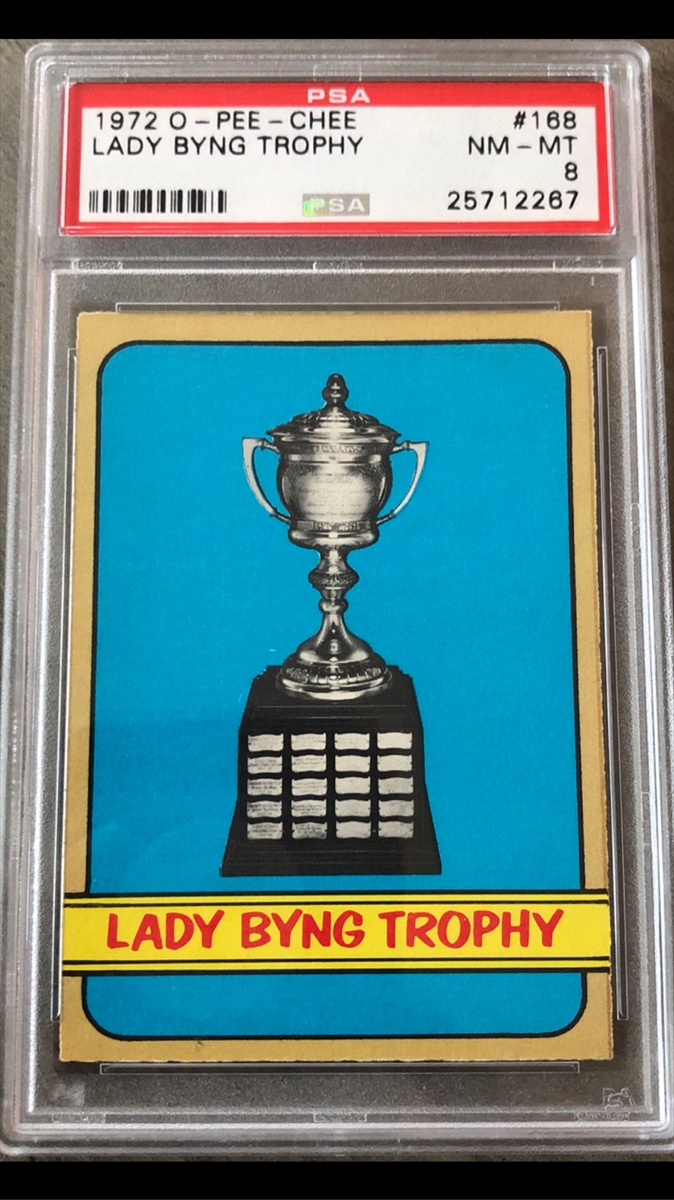 PSA
1972 O-PEE-CHEE #168
LADY BYNG TROPHY NM-MT
8
PSA 25712267
LADY BYNG TROPHY